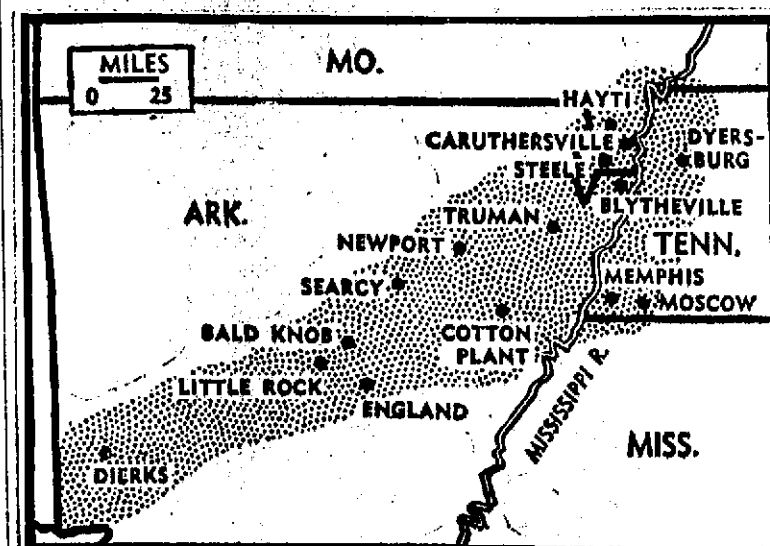 MILES
0 25
MO.
HAYTI
CARUTHERSVILLE
STEELE
DYERS-
BURG
BLYTHEVILLE
ARK.
TRUMAN
NEWPORT
TENN.
SEARCY
MEMPHIS
MOSCOW
BALD KNOB
COTTON
PLANT
LITTLE ROCK
ENGLAND
MISSISSIPPI R.
MISS.
DIERKS